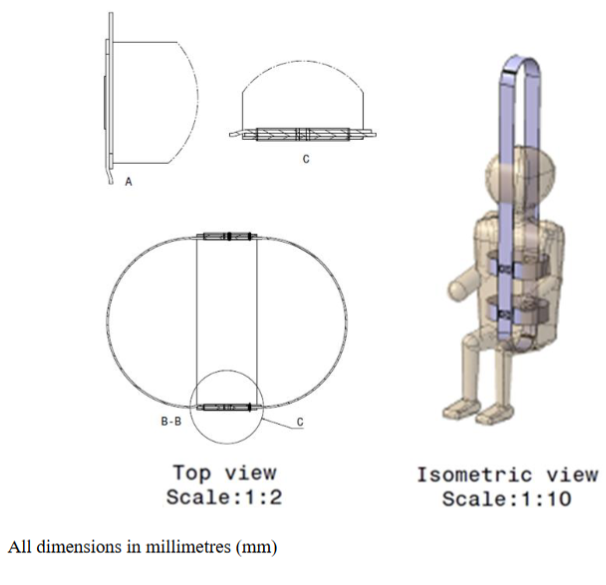 A
C
B-B
C
Top view
Scale:1:2
Isometric view
Scale:1:10
All dimensions in millimetres (mm)